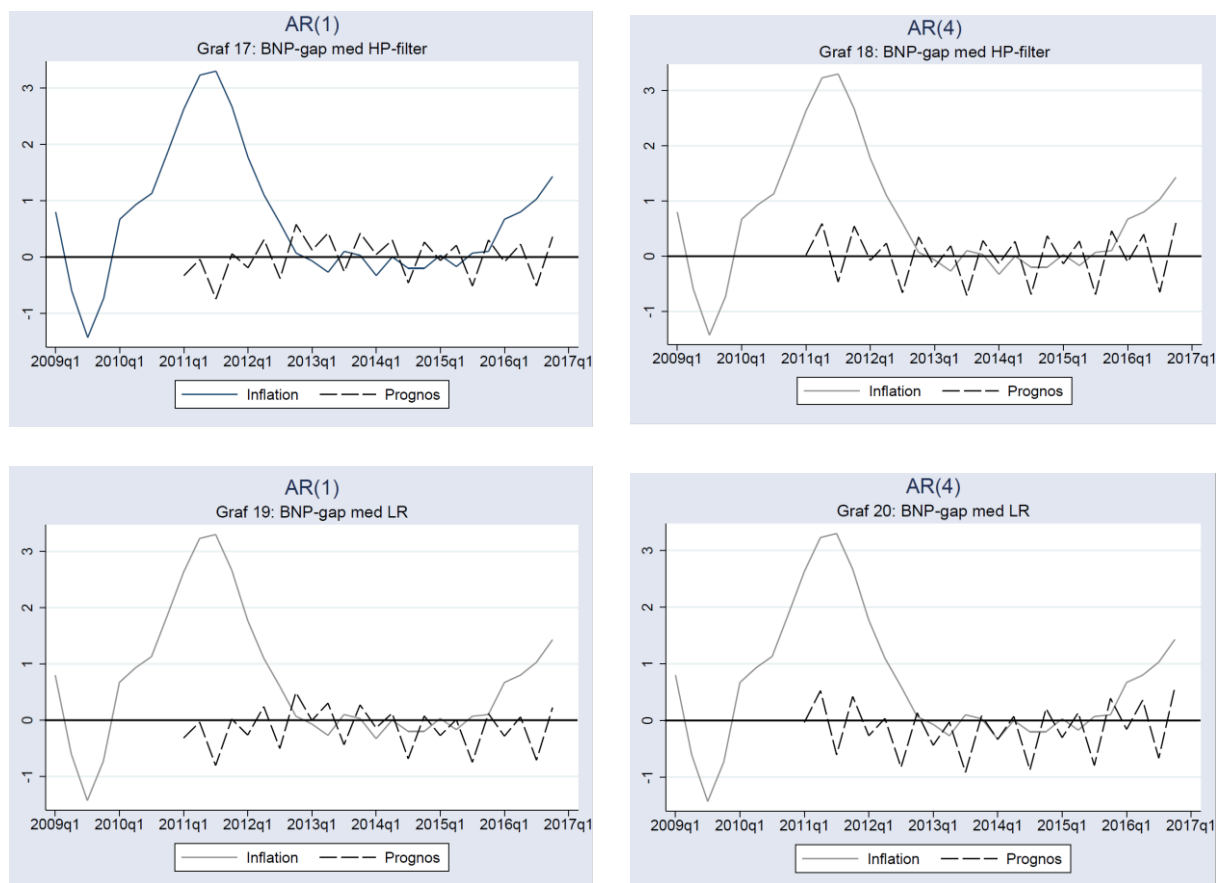 AR(1)
Graf 17: BNP-gap med HP-filter
3
2
1
0
-1
2009q1 2010q1 2011q1 2012q1 2013q1 2014q1 2015q1 2016q1 2017q1
Inflation Prognos
AR(4)
Graf 18: BNP-gap med HP-filter
3
2
1
0
-1
2009q1 2010q1 2011q1 2012q1 2013q1 2014q1 2015q1 2016q1 2017q1
Inflation Prognos
AR(1)
Graf 19: BNP-gap med LR
3
2
1
0
-1
2009q1 2010q1 2011q1 2012q1 2013q1 2014q1 2015q1 2016q1 2017q1
Inflation Prognos
AR(4)
Graf 20: BNP-gap med LR
3
2
1
0
-1
2009q1 2010q1 2011q1 2012q1 2013q1 2014q1 2015q1 2016q1 2017q1
Inflation Prognos